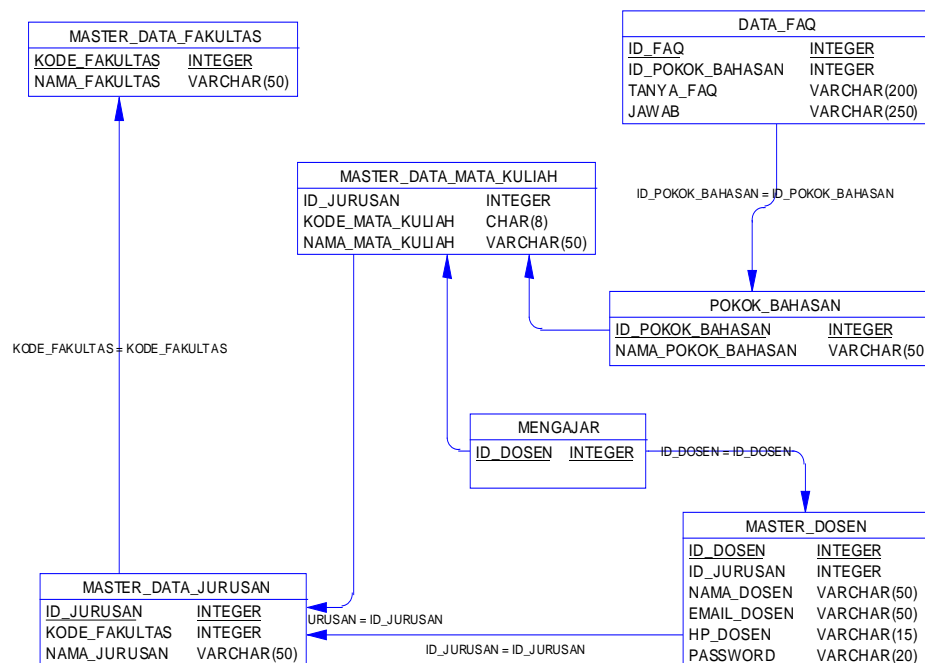 MASTER_DATA_FAKULTAS
KODE_FAKULTAS INTEGER
NAMA_FAKULTAS VARCHAR(50)
DATA_FAQ
ID_FAQ INTEGER
ID_POKOK_BAHASAN INTEGER
TANYA_FAQ VARCHAR(200)
JAWAB VARCHAR(250)
MASTER_DATA_MATA_KULIAH
ID_JURUSAN INTEGER
KODE_MATA_KULIAH CHAR(8)
NAMA_MATA_KULIAH VARCHAR(50)
ID_POKOK_BAHASAN = ID_POKOK_BAHASAN
POKOK_BAHASAN
ID_POKOK_BAHASAN INTEGER
NAMA_POKOK_BAHASAN VARCHAR(50
KODE_FAKULTAS = KODE_FAKULTAS
MENGAJAR
ID_DOSEN INTEGER
ID_DOSEN = ID_DOSEN
MASTER_DOSEN
ID_DOSEN INTEGER
ID_JURUSAN INTEGER
NAMA_DOSEN VARCHAR(50)
EMAIL_DOSEN VARCHAR(50)
HP_DOSEN VARCHAR(15)
PASSWORD VARCHAR(20)
MASTER_DATA_JURUSAN
ID_JURUSAN INTEGER
KODE_FAKULTAS INTEGER
NAMA_JURUSAN VARCHAR(50)
URUSAN = ID_JURUSAN
ID_JURUSAN = ID_JURUSAN